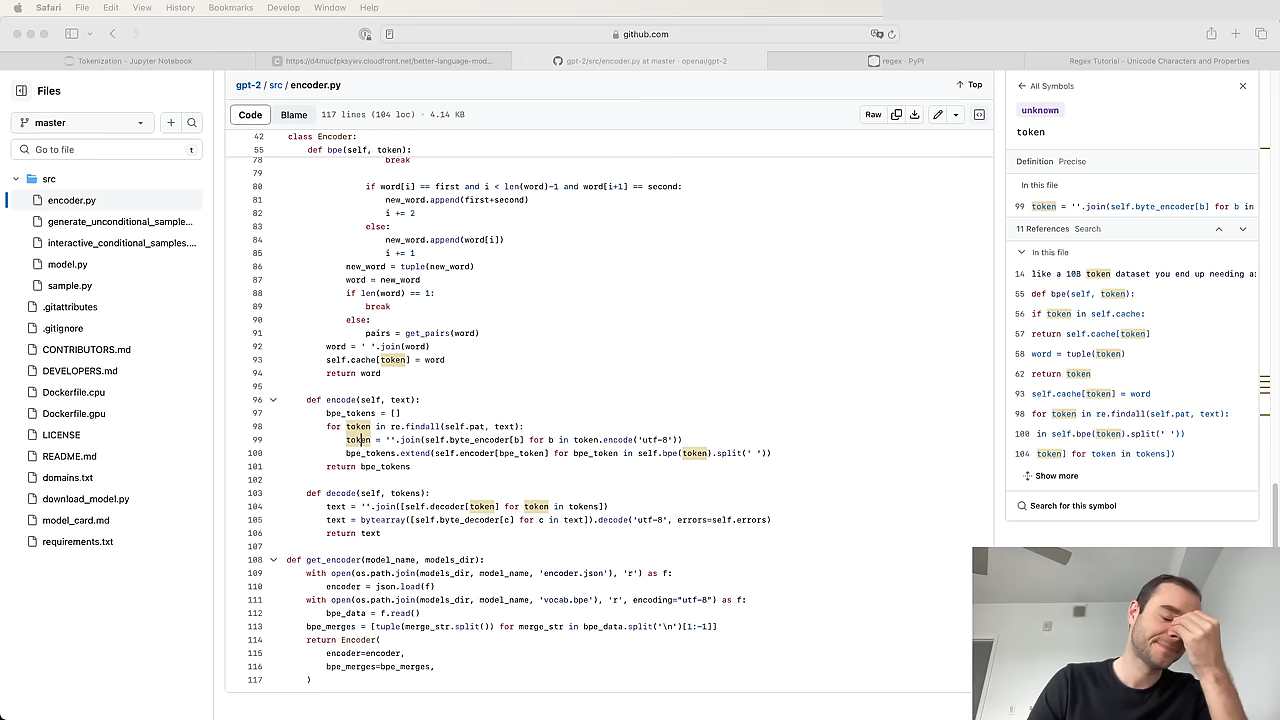 Safari File Edit View History Bookmarks Develop Window Help
github.com
Tokenization - Jupyter Notebook
https://d4mucfpksywv.cloudfront.net/better-language-mod...
gpt-2/src/encoder.py at master · openai/gpt-2
regex · PyPI
Regex Tutorial - Unicode Characters and Properties
Files
master
Go to file
t
src
encoder.py
generate_unconditional_sample...
interactive_conditional_samples....
model.py
sample.py
.gitattributes
.gitignore
CONTRIBUTORS.md
DEVELOPERS.md
Dockerfile.cpu
Dockerfile.gpu
LICENSE
README.md
domains.txt
download_model.py
model_card.md
requirements.txt
gpt-2 / src / encoder.py
Top
Code Blame 117 lines (104 loc) · 4.14 KB
Raw
42 class Encoder:
55 def bpe(self, token):
78 break
79
80 if word[i] == first and i < len(word)-1 and word[i+1] == second:
81 new_word.append(first+second)
82 i += 2
83 else:
84 new_word.append(word[i])
85 i += 1
86 new_word = tuple(new_word)
87 word = new_word
88 if len(word) == 1:
89 break
90 else:
91 pairs = get_pairs(word)
92 word = ' '.join(word)
93 self.cache[token] = word
94 return word
95
96 def encode(self, text):
97 bpe_tokens = []
98 for token in re.findall(self.pat, text):
99 token = ''.join(self.byte_encoder[b] for b in token.encode('utf-8'))
100 bpe_tokens.extend(self.encoder[bpe_token] for bpe_token in self.bpe(token).split(' '))
101 return bpe_tokens
102
103 def decode(self, tokens):
104 text = ''.join([self.decoder[token] for token in tokens])
105 text = bytearray([self.byte_decoder[c] for c in text]).decode('utf-8', errors=self.errors)
106 return text
107
108 def get_encoder(model_name, models_dir):
109 with open(os.path.join(models_dir, model_name, 'encoder.json'), 'r') as f:
110 encoder = json.load(f)
111 with open(os.path.join(models_dir, model_name, 'vocab.bpe'), 'r', encoding="utf-8") as f:
112 bpe_data = f.read()
113 bpe_merges = [tuple(merge_str.split()) for merge_str in bpe_data.split('\n')[1:-1]]
114 return Encoder(
115 encoder=encoder,
116 bpe_merges=bpe_merges,
117 )
All Symbols
unknown
token
Definition Precise
In this file
99 token = ''.join(self.byte_encoder[b] for b in
11 References Search
In this file
14 like a 10B token dataset you end up needing a
55 def bpe(self, token):
56 if token in self.cache:
57 return self.cache[token]
58 word = tuple(token)
62 return token
93 self.cache[token] = word
98 for token in re.findall(self.pat, text):
100 in self.bpe(token).split(' '))
104 token] for token in tokens])
Show more
Search for this symbol